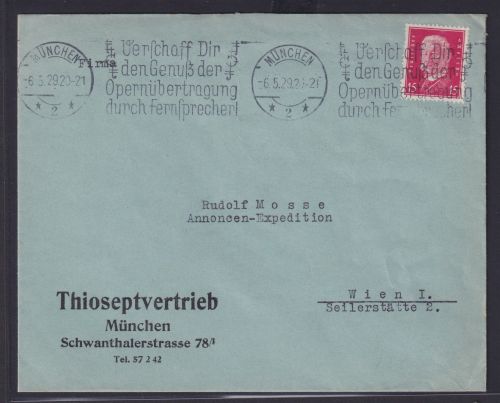 MÜNCHEN
-6.5.29.20-21
* 2 *
Verschaff Dir
den Genuß der
Opernübertragung
durch Fernsprecher!
MÜNCHEN
-6.5.29.20-21
* 2 *
Verschaff Dir
den Genuß der
Opernübertragung
durch Fernsprecher!
15 15
Firma
Rudolf Mosse
Annoncen-Expedition
Wien I.
Seilerstätte 2.
Thioseptvertrieb
München
Schwanthalerstrasse 78/I
Tel. 57 2 42